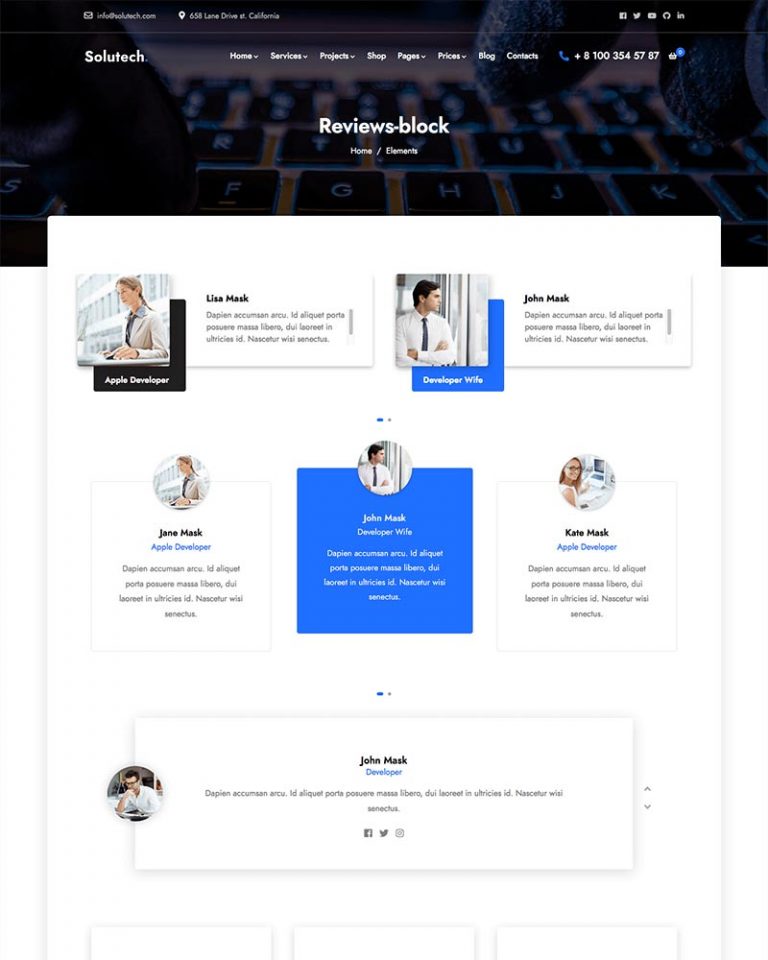 info@solutech.com 658 Lane Drive st. California
Solutech.
Home Services Projects Shop Pages Prices Blog Contacts + 8 100 354 57 87 0
Reviews-block
Home / Elements
S F G H J K
Lisa Mask
Dapien accumsan arcu. Id aliquet porta
posuere massa libero, dui laoreet in
ultricies id. Nascetur wisi senectus.
Apple Developer
John Mask
Dapien accumsan arcu. Id aliquet porta
posuere massa libero, dui laoreet in
ultricies id. Nascetur wisi senectus.
Developer Wife
Jane Mask
Apple Developer
Dapien accumsan arcu. Id aliquet
porta posuere massa libero, dui
laoreet in ultricies id. Nascetur wisi
senectus.
John Mask
Developer Wife
Dapien accumsan arcu. Id aliquet
porta posuere massa libero, dui
laoreet in ultricies id. Nascetur wisi
senectus.
Kate Mask
Apple Developer
Dapien accumsan arcu. Id aliquet
porta posuere massa libero, dui
laoreet in ultricies id. Nascetur wisi
senectus.
John Mask
Developer
Dapien accumsan arcu. Id aliquet porta posuere massa libero, dui laoreet in ultricies id. Nascetur wisi
senectus.